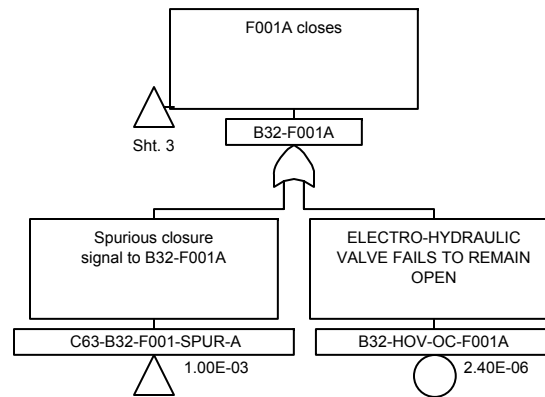 F001A closes
Sht. 3
B32-F001A
Spurious closure
signal to B32-F001A
ELECTRO-HYDRAULIC
VALVE FAILS TO REMAIN
OPEN
C63-B32-F001-SPUR-A
B32-HOV-OC-F001A
1.00E-03
2.40E-06